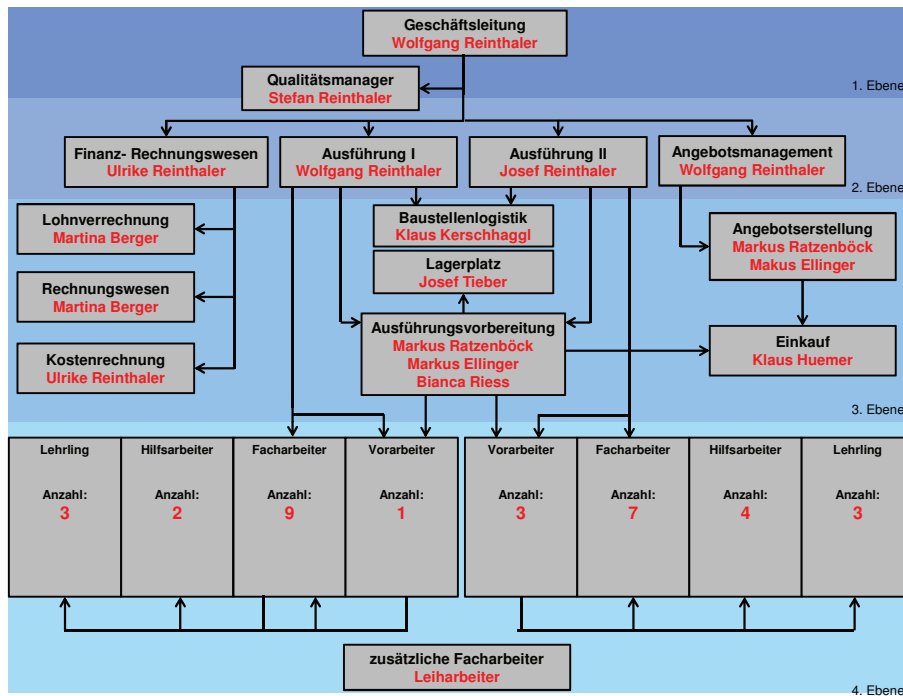 Geschäftsleitung
Wolfgang Reinthaler
Qualitätsmanager
Stefan Reinthaler
1. Ebene
Finanz- Rechnungswesen
Ulrike Reinthaler
Ausführung I
Wolfgang Reinthaler
Ausführung II
Josef Reinthaler
Angebotsmanagement
Wolfgang Reinthaler
2. Ebene
Lohnverrechnung
Martina Berger
Baustellenlogistik
Klaus Kerschhaggl
Angebotserstellung
Markus Ratzenböck
Makus Ellinger
Lagerplatz
Josef Tieber
Rechnungswesen
Martina Berger
Ausführungsvorbereitung
Markus Ratzenböck
Markus Ellinger
Bianca Riess
Einkauf
Klaus Huemer
Kostenrechnung
Ulrike Reinthaler
3. Ebene
Lehrling
Anzahl:
3
Hilfsarbeiter
Anzahl:
2
Facharbeiter
Anzahl:
9
Vorarbeiter
Anzahl:
1
Vorarbeiter
Anzahl:
3
Facharbeiter
Anzahl:
7
Hilfsarbeiter
Anzahl:
4
Lehrling
Anzahl:
3
zusätzliche Facharbeiter
Leiharbeiter
4. Ebene